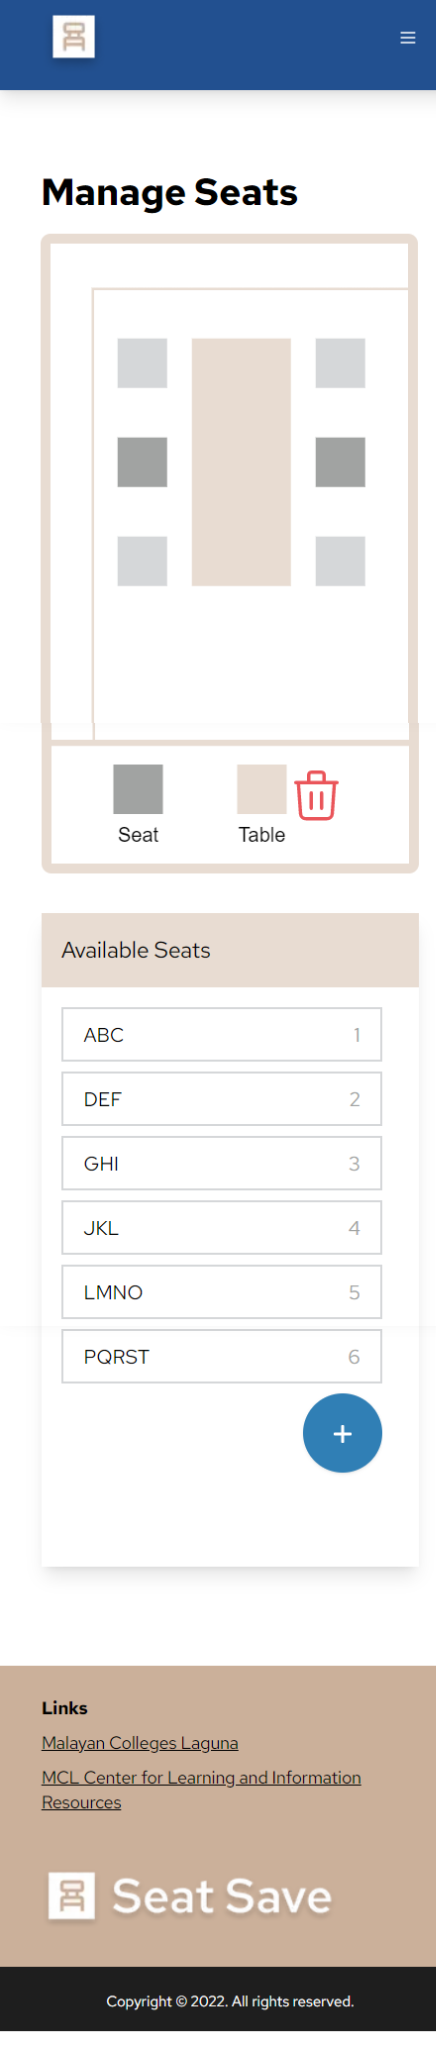 Manage Seats
Seat
Table
Available Seats
ABC 1
DEF 2
GHI 3
JKL 4
LMNO 5
PQRST 6
+
Links
Malayan Colleges Laguna
MCL Center for Learning and Information
Resources
Seat Save
Copyright © 2022. All rights reserved.